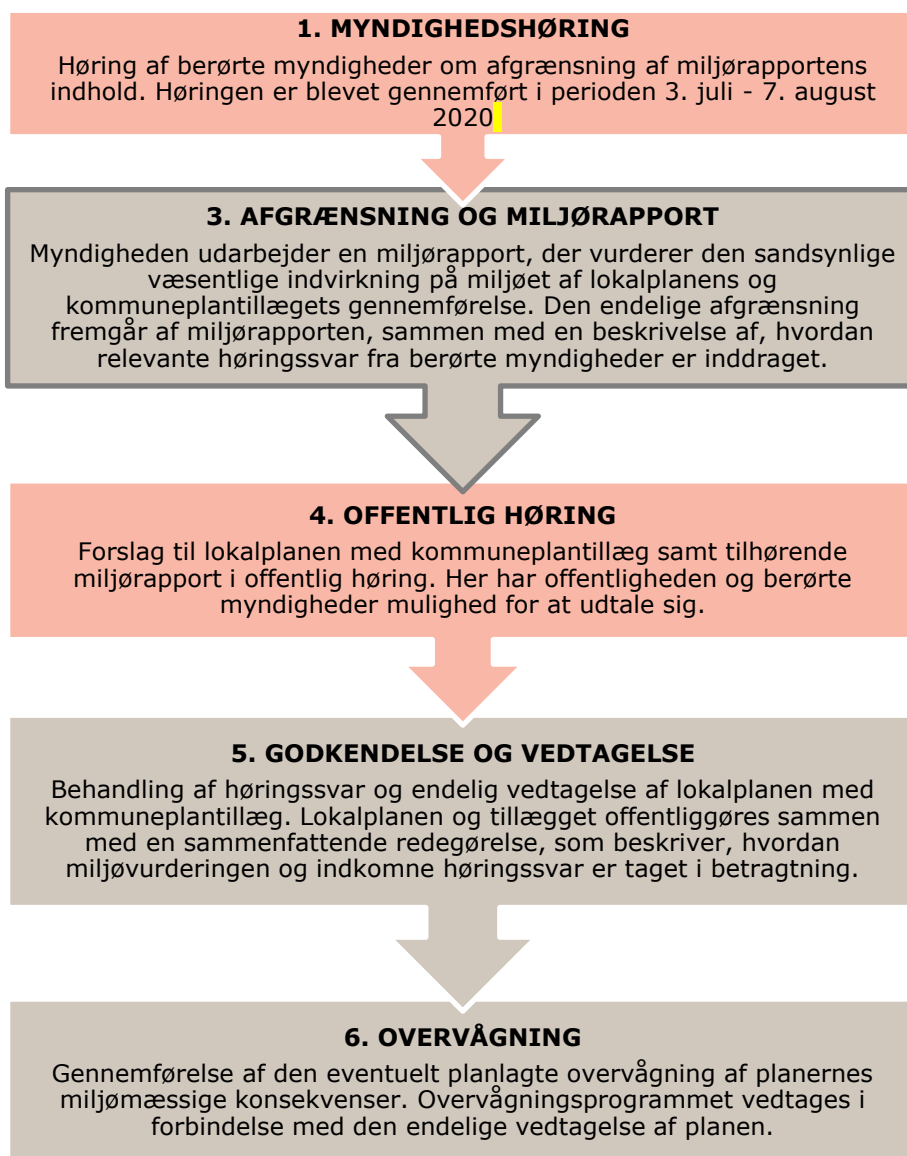 1. MYNDIGHEDSHØRING
Høring af berørte myndigheder om afgrænsning af miljørapportens
indhold. Høringen er blevet gennemført i perioden 3. juli - 7. august
2020
3. AFGRÆNSNING OG MILJØRAPPORT
Myndigheden udarbejder en miljørapport, der vurderer den sandsynlige
væsentlige indvirkning på miljøet af lokalplanens og
kommuneplantillægets gennemførelse. Den endelige afgrænsning
fremgår af miljørapporten, sammen med en beskrivelse af, hvordan
relevante høringssvar fra berørte myndigheder er inddraget.
4. OFFENTLIG HØRING
Forslag til lokalplanen med kommuneplantillæg samt tilhørende
miljørapport i offentlig høring. Her har offentligheden og berørte
myndigheder mulighed for at udtale sig.
5. GODKENDELSE OG VEDTAGELSE
Behandling af høringssvar og endelig vedtagelse af lokalplanen med
kommuneplantillæg. Lokalplanen og tillægget offentliggøres sammen
med en sammenfattende redegørelse, som beskriver, hvordan
miljøvurderingen og indkomne høringssvar er taget i betragtning.
6. OVERVÅGNING
Gennemførelse af den eventuelt planlagte overvågning af planernes
miljømæssige konsekvenser. Overvågningsprogrammet vedtages i
forbindelse med den endelige vedtagelse af planen.